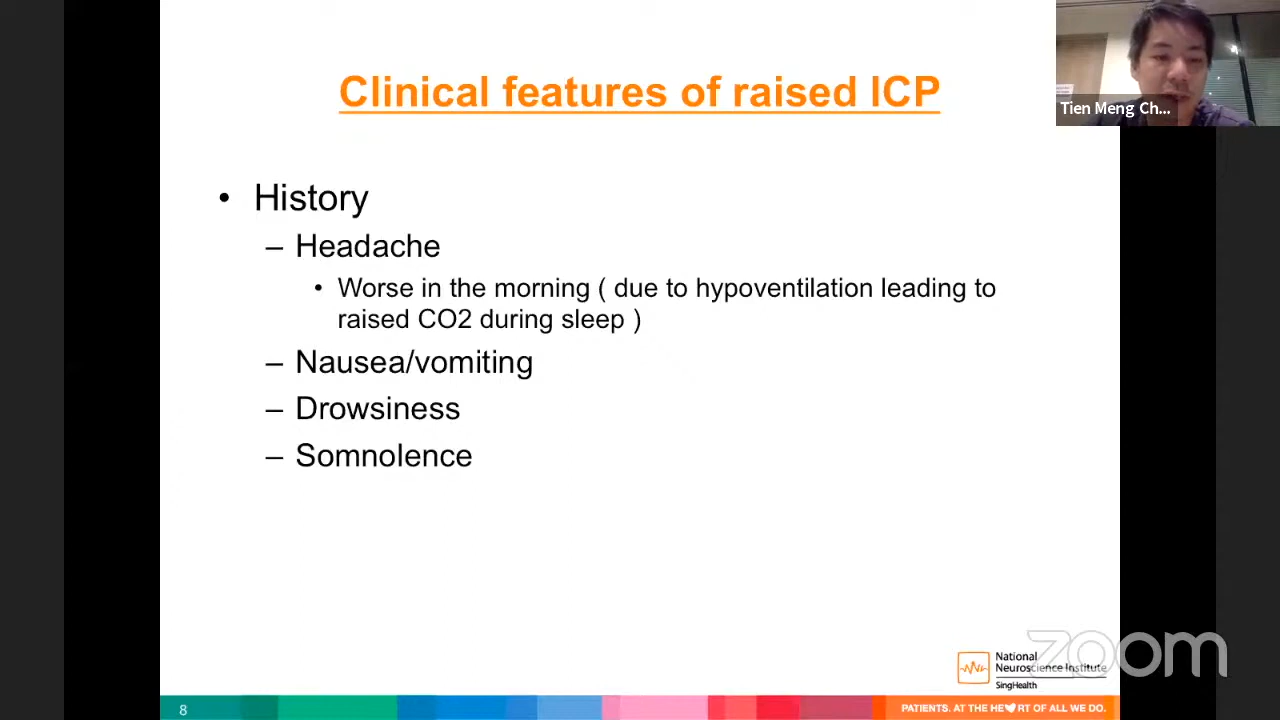 Clinical features of raised ICP
Tien Meng Ch...
• History
– Headache
• Worse in the morning ( due to hypoventilation leading to
raised CO2 during sleep )
– Nausea/vomiting
– Drowsiness
– Somnolence
National
Neuroscience Institute
SingHealth
zoom
8
PATIENTS. AT THE HE♥RT OF ALL WE DO.